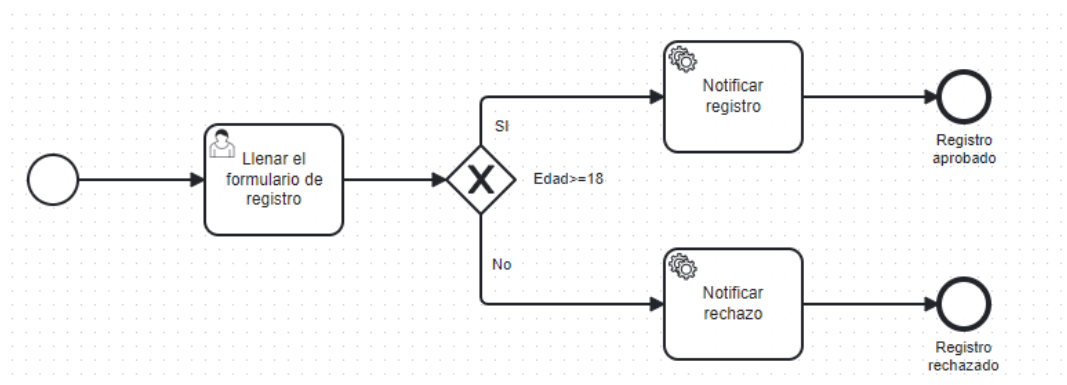 Llenar el
formulario de
registro
SI
Edad>=18
No
Notificar
registro
Registro
aprobado
Notificar
rechazo
Registro
rechazado